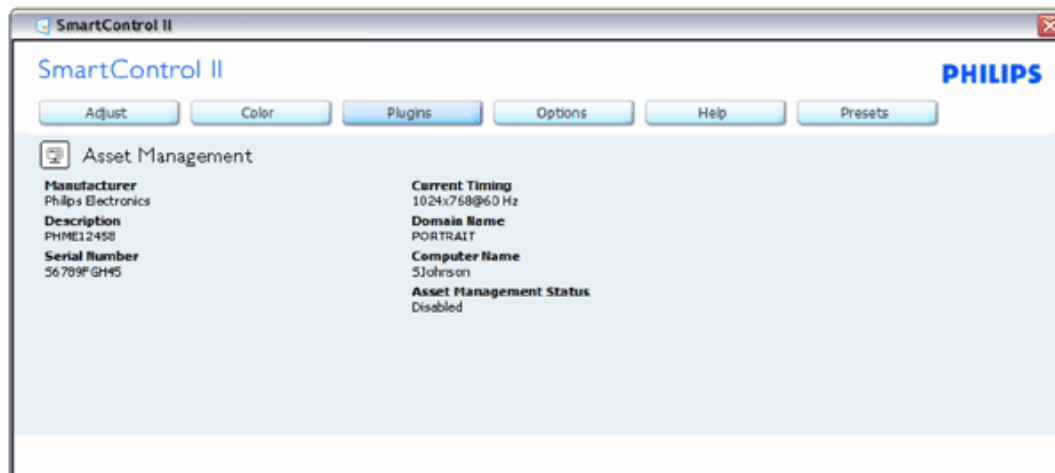 SmartControl II
SmartControl II
PHILIPS
Adjust Color Plugins Options Help Presets
Asset Management
Manufacturer
Philips Electronics
Description
PHME12458
Serial Number
56789FGH45
Current Timing
1024x768@60 Hz
Domain Name
PORTRAIT
Computer Name
SJohnson
Asset Management Status
Disabled